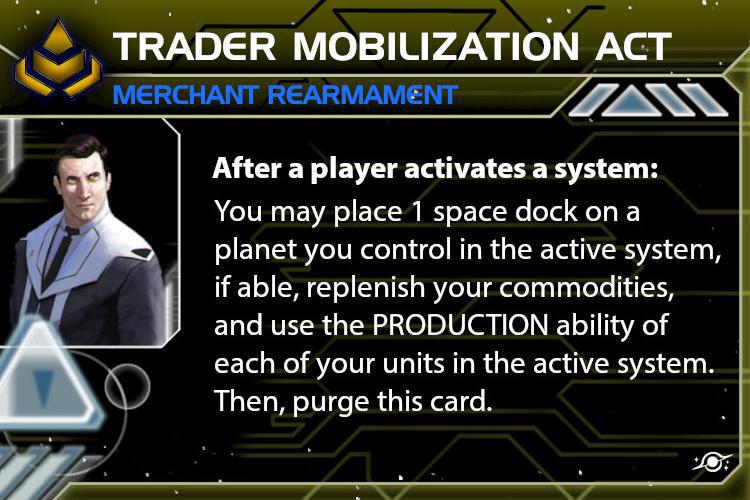 TRADER MOBILIZATION ACT
MERCHANT REARMAMENT
After a player activates a system:
You may place 1 space dock on a
planet you control in the active system,
if able, replenish your commodities,
and use the PRODUCTION ability of
each of your units in the active system.
Then, purge this card.